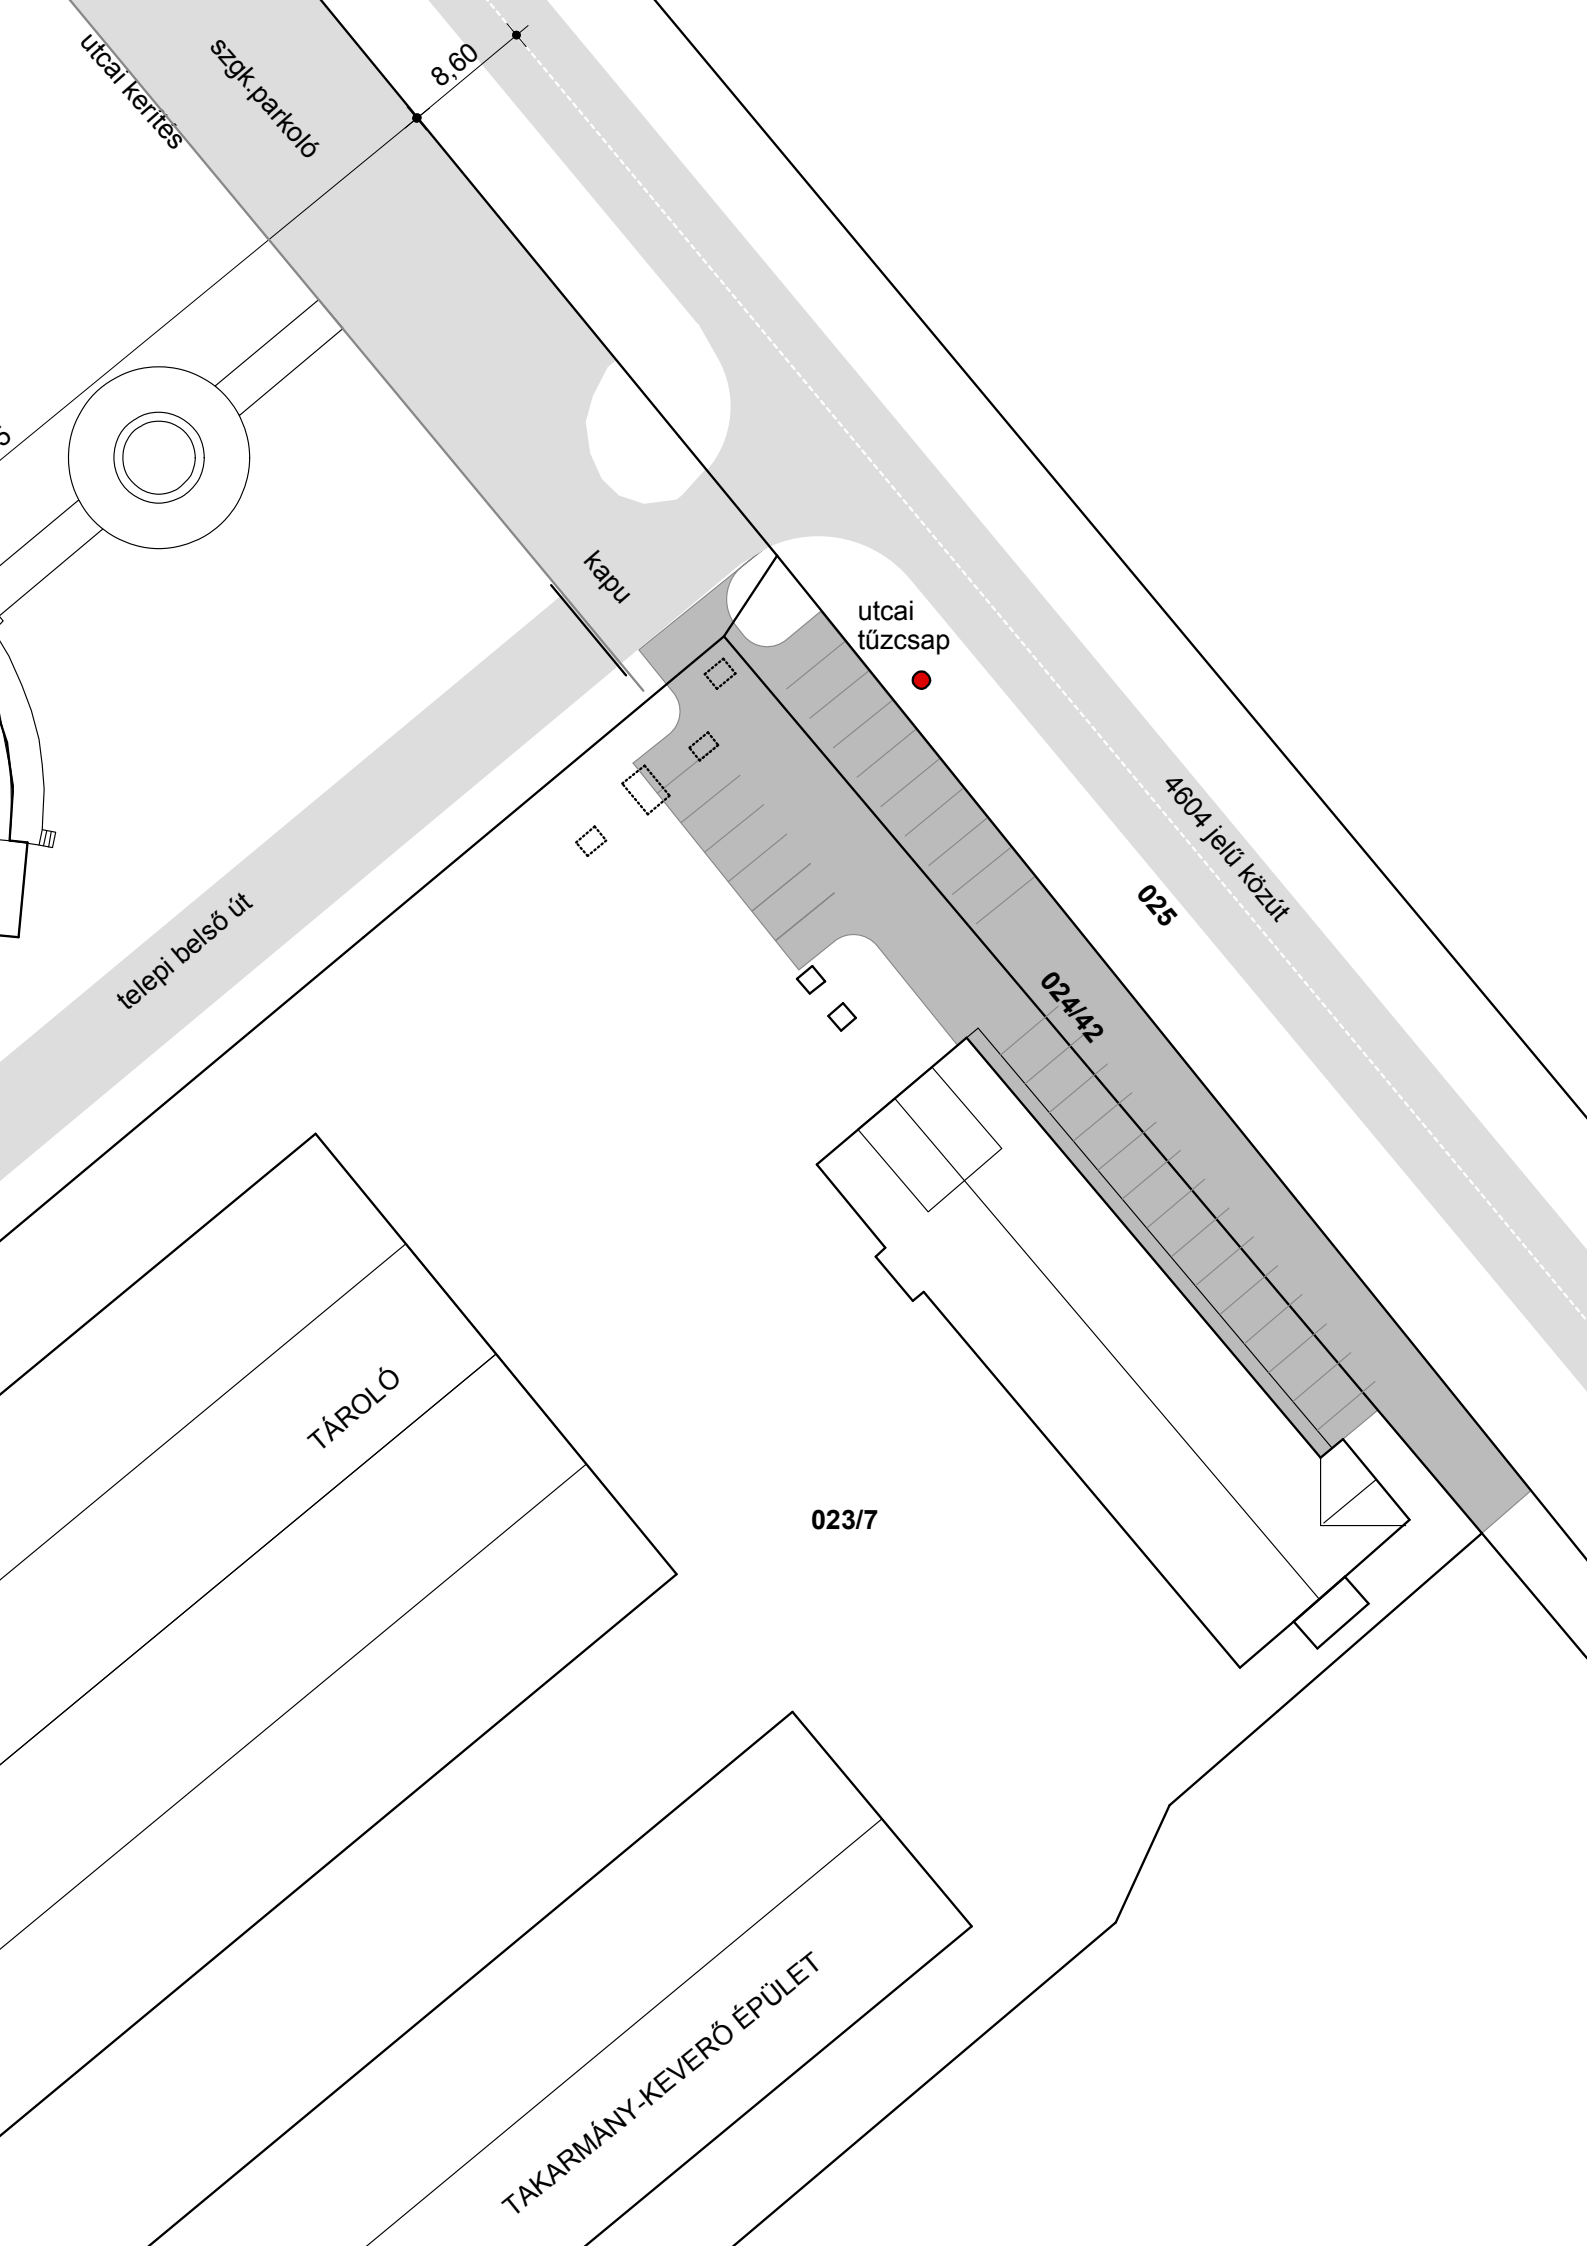 szgk.parkoló
utcai kerítés
8,60
kapu
utcai
tűzcsap
4604 jelű közút
025
024/42
telepi belső út
TÁROLÓ
023/7
TAKARMÁNY-KEVERŐ ÉPÜLET